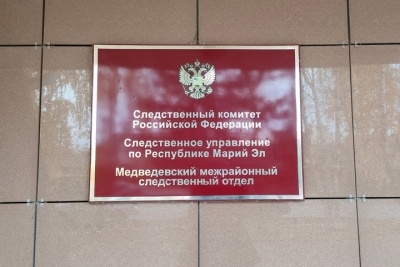 Следственный комитет
Российской Федерации
Следственное управление
по Республике Марий Эл
Медведевский межрайонный
следственный отдел